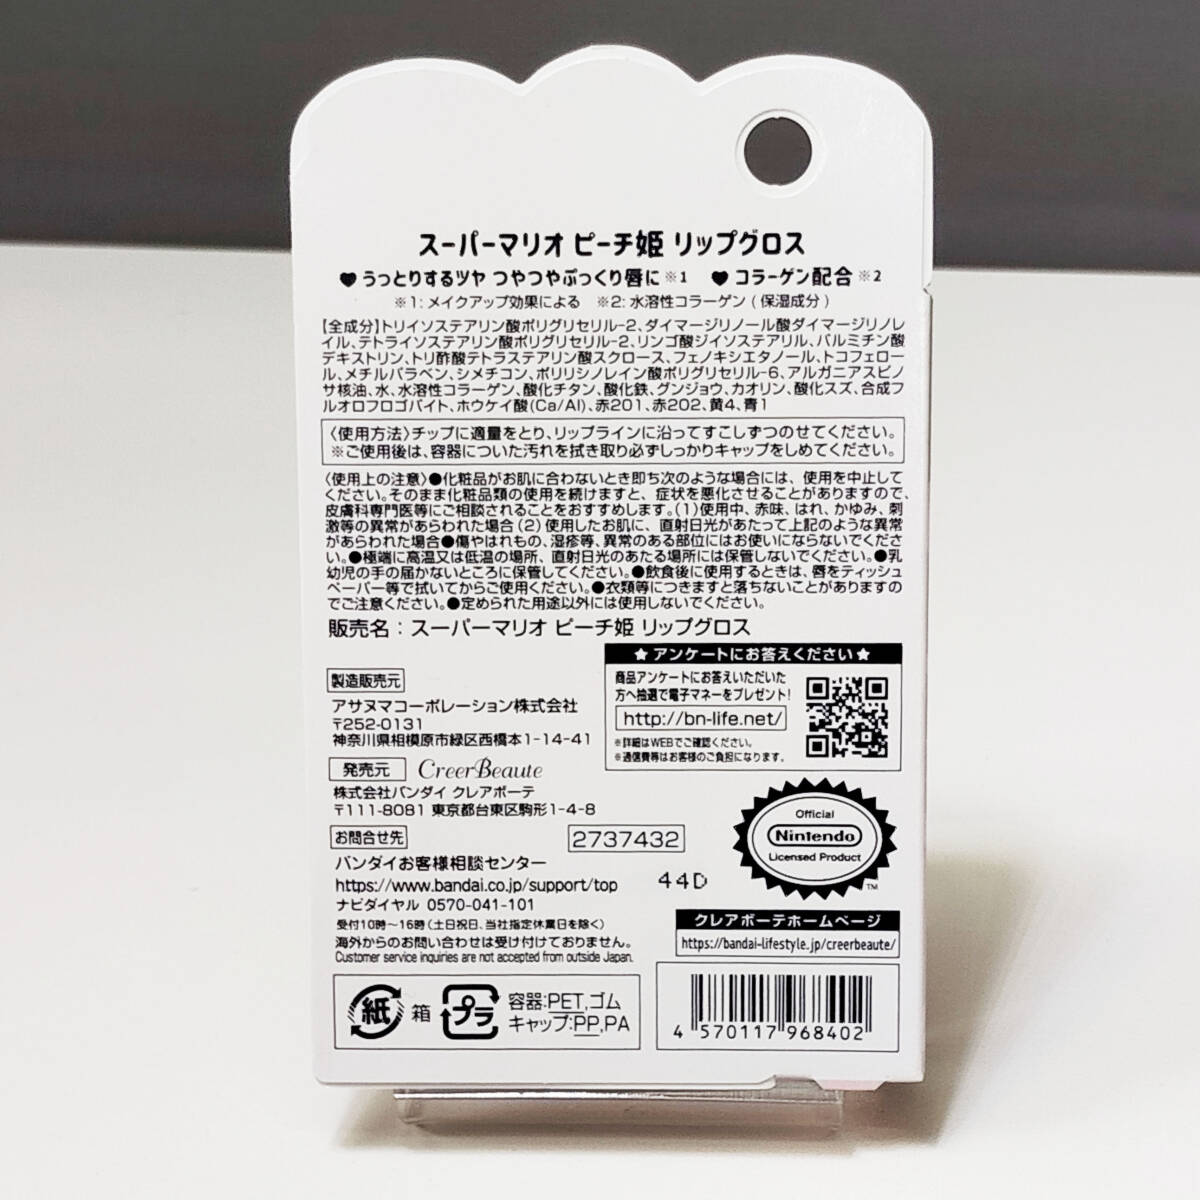 スーパーマリオ ピーチ姫 リップグロス
♥ うっとりするツヤ つやつやぷっくり唇に ※1 ♥ コラーゲン配合 ※2
※1: メイクアップ効果による ※2: 水溶性コラーゲン ( 保湿成分 )
【全成分】トリイソステアリン酸ポリグリセリル-2、ダイマージリノール酸ダイマージリノレ
イル、テトライソステアリン酸ポリグリセリル-2、リンゴ酸ジイソステアリル、パルミチン酸
デキストリン、トリ酢酸テトラステアリン酸スクロース、フェノキシエタノール、トコフェロー
ル、メチルパラベン、シメチコン、ポリリシノレイン酸ポリグリセリル-6、アルガニアスピノ
サ核油、水、水溶性コラーゲン、酸化チタン、酸化鉄、グンジョウ、カオリン、酸化スズ、合成フ
ルオロフロゴパイト、ホウケイ酸(Ca/Al)、赤201、赤202、黄4、青1
〈使用方法〉チップに適量をとり、リップラインに沿ってすこしずつのせてください。
※ご使用後は、容器についた汚れを拭き取り必ずしっかりキャップをしめてください。
〈使用上の注意〉●化粧品がお肌に合わないとき即ち次のような場合には、使用を中止して
ください。そのまま化粧品類の使用を続けますと、症状を悪化させることがありますので、
皮膚科専門医等にご相談されることをおすすめします。(1)使用中、赤味、はれ、かゆみ、刺
激等の異常があらわれた場合(2)使用したお肌に、直射日光があたって上記のような異常
があらわれた場合●傷やはれもの、湿疹等、異常のある部位にはお使いにならないでくださ
い。●極端に高温又は低温の場所、直射日光のあたる場所には保管しないでください。●乳
幼児の手の届かないところに保管してください。●飲食後に使用するときは、唇をティッシュ
ペーパー等で拭いてからご使用ください。●衣類等につきますと落ちないことがありますの
でご注意ください。●定められた用途以外には使用しないでください。
販売名：スーパーマリオ ピーチ姫 リップグロス
★ アンケートにお答えください ★
商品アンケートにお答えいただいた
方へ抽選で電子マネーをプレゼント!
http://bn-life.net/
※詳細はWEBでご確認ください。
※通信費等はお客様のご負担になります。
製造販売元
アサヌマコーポレーション株式会社
〒252-0131
神奈川県相模原市緑区西橋本1-14-41
発売元 CreerBeaute
株式会社バンダイ クレアボーテ
〒111-8081 東京都台東区駒形1-4-8
お問合せ先 2737432
バンダイお客様相談センター
https://www.bandai.co.jp/support/top
44D
ナビダイヤル 0570-041-101
受付10時～16時(土日祝日、当社指定休業日を除く)
海外からのお問い合わせは受け付けておりません。
Customer service inquiries are not accepted from outside Japan.
Official
Nintendo
Licensed Product
TM
クレアボーテホームページ
https://bandai-lifestyle.jp/creerbeaute/
紙 箱 プラ
容器:PET,ゴム
キャップ:PP,PA
4 570117 968402